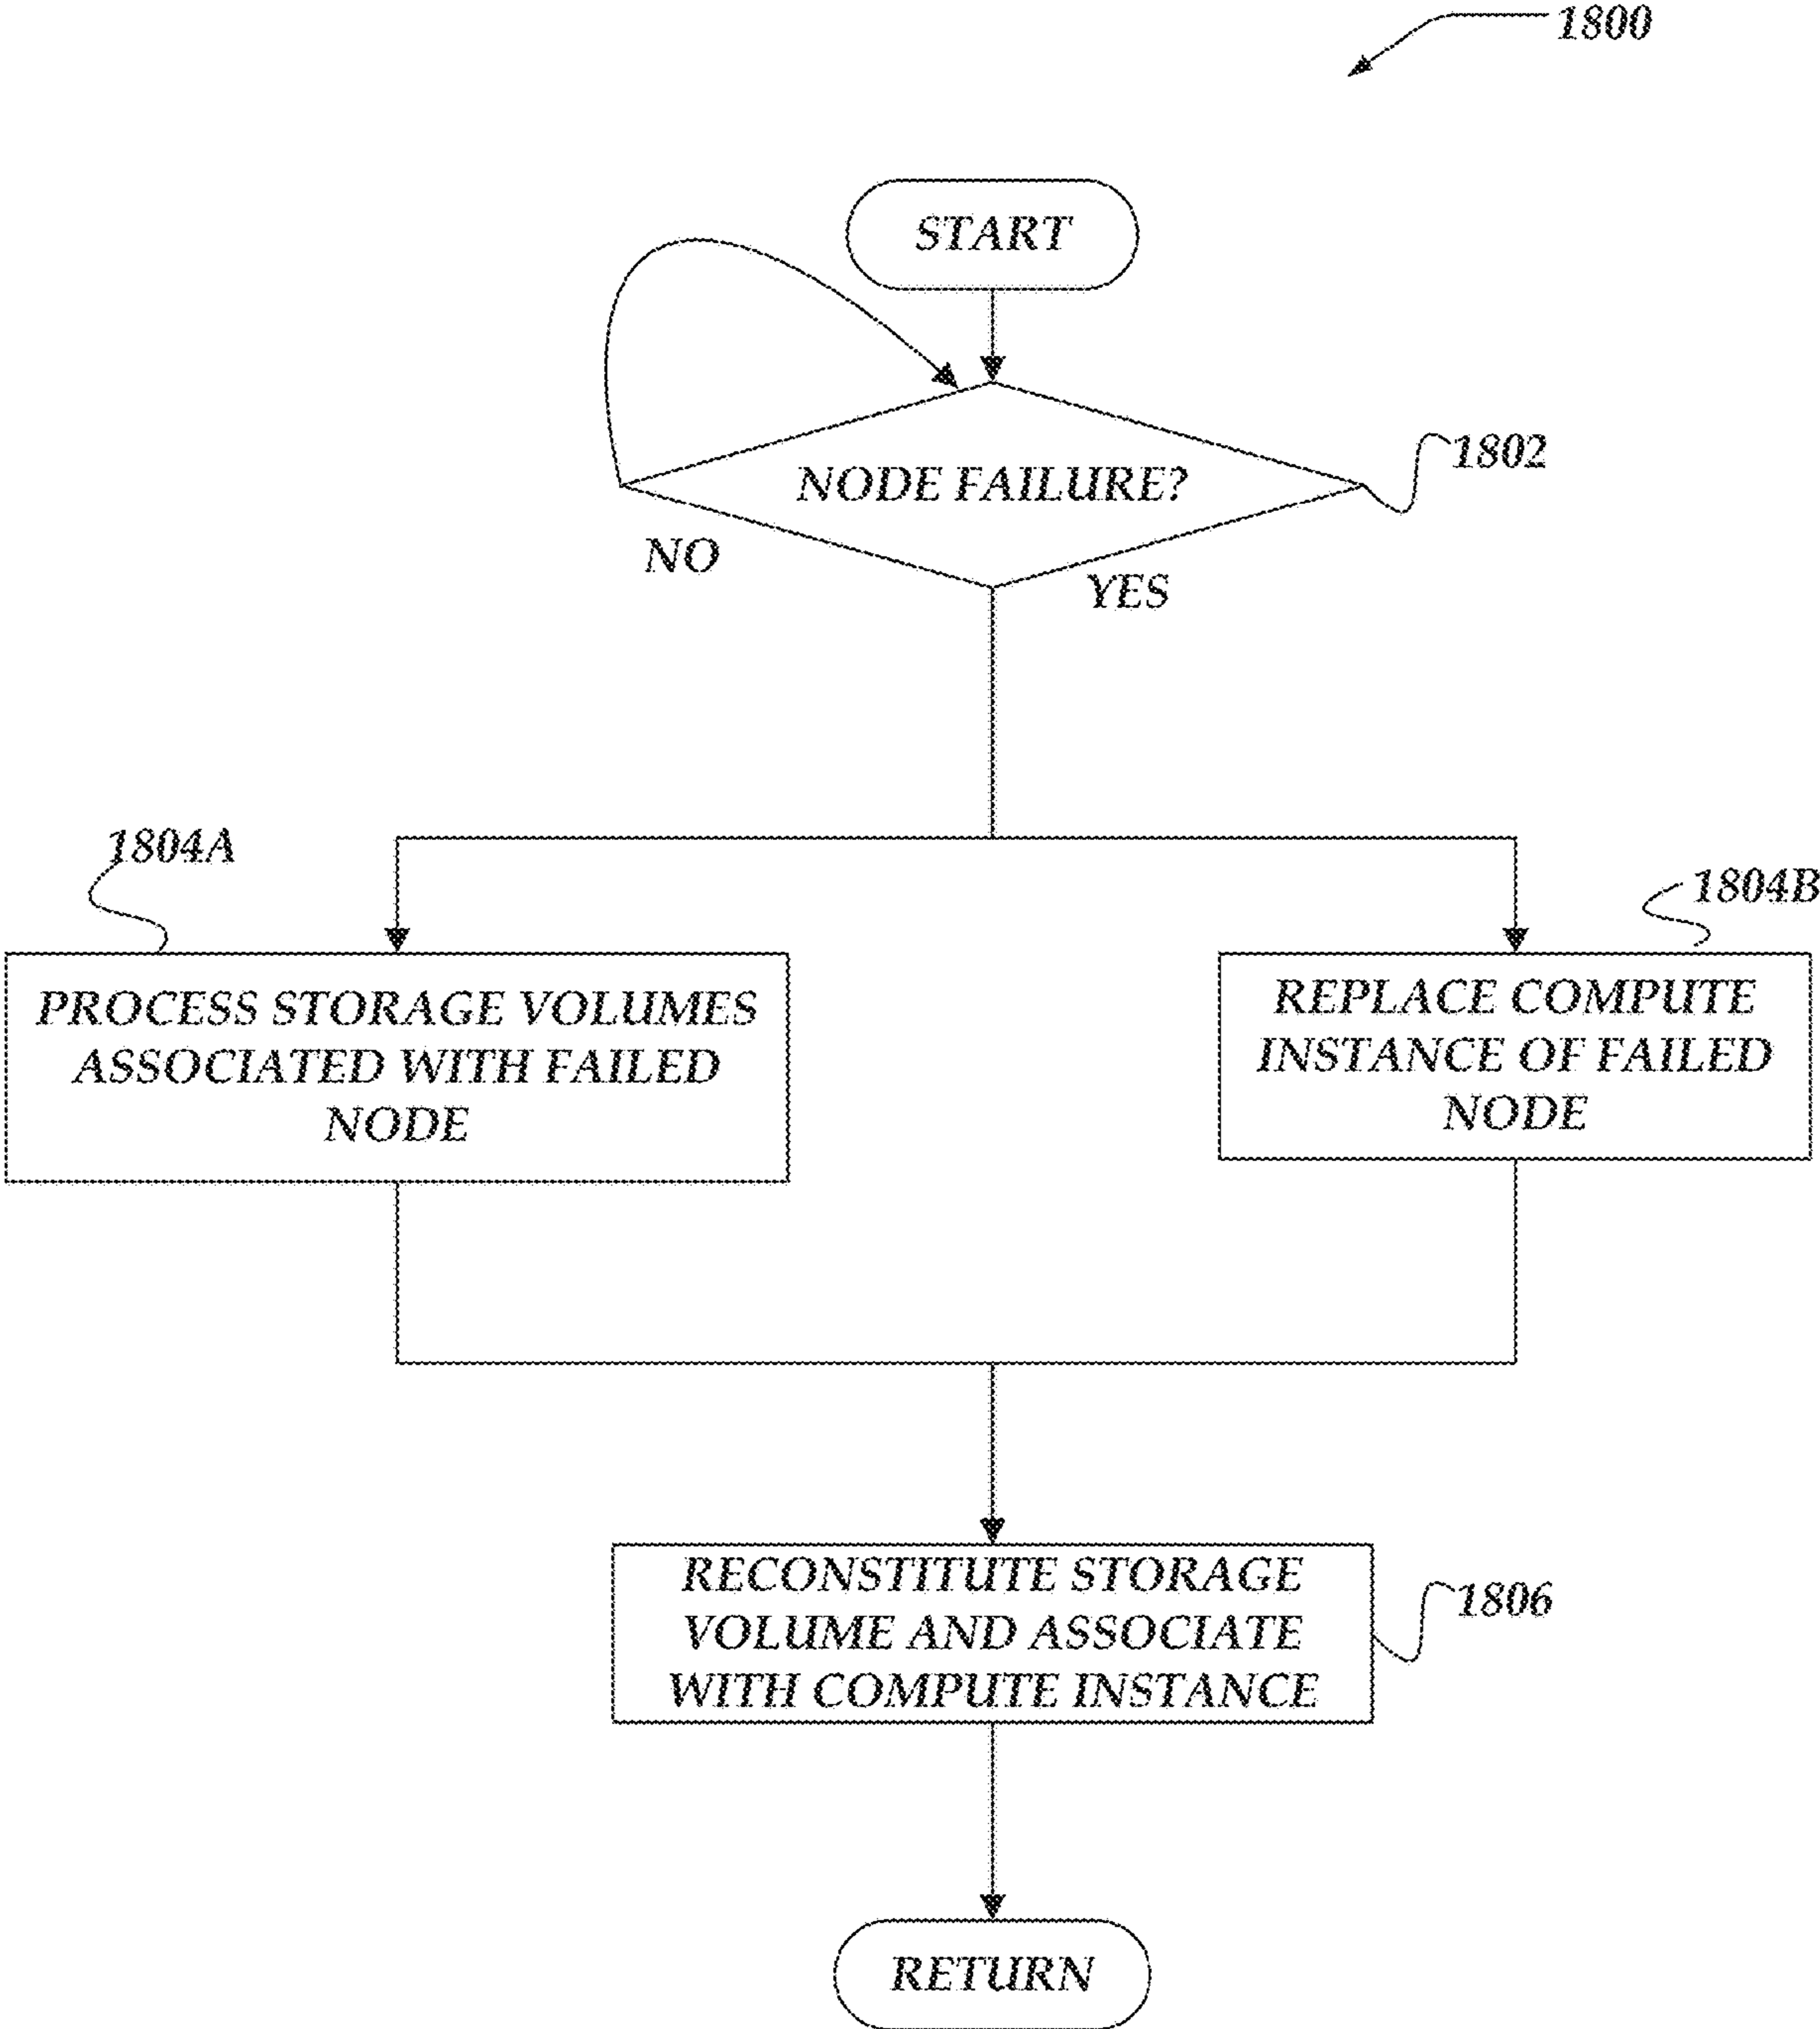 1800
START
NODE FAILURE?
1802
NO
YES
1804A
1804B
PROCESS STORAGE VOLUMES
ASSOCIATED WITH FAILED
NODE
REPLACE COMPUTE
INSTANCE OF FAILED
NODE
RECONSTITUTE STORAGE
VOLUME AND ASSOCIATE
WITH COMPUTE INSTANCE
1806
RETURN